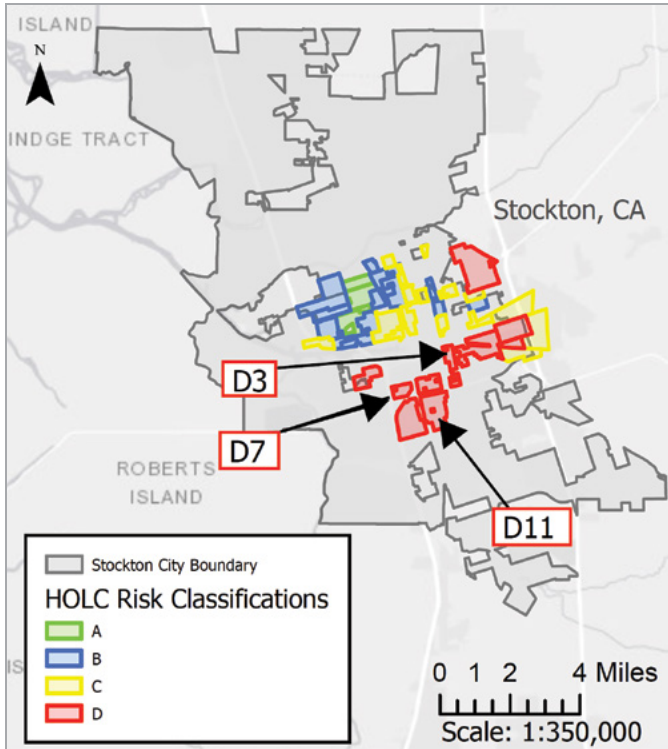 ISLAND
N
INDGE TRACT
Stockton, CA
D3
D7
ROBERTS
ISLAND
D11
Stockton City Boundary
HOLC Risk Classifications
A
B
C
D
IS
0 1 2 4 Miles
Scale: 1:350,000